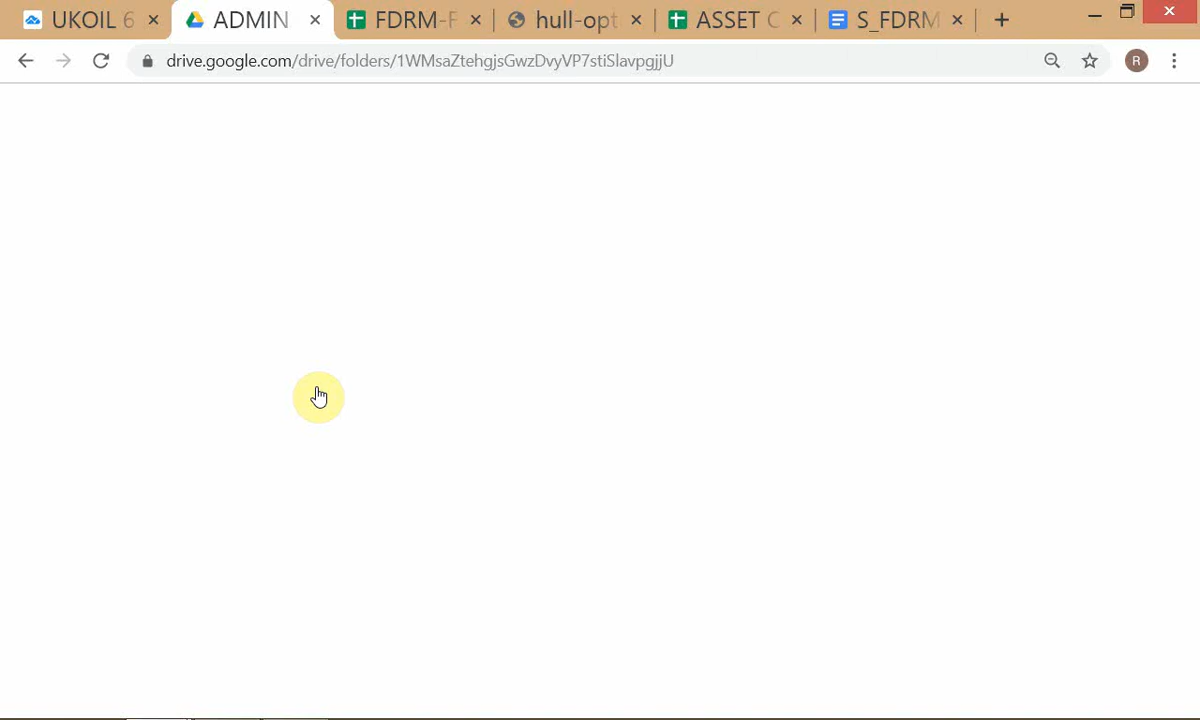 UKOIL 6
ADMIN
FDRM-F
hull-opt
ASSET C
S_FDRM
drive.google.com/drive/folders/1WMsaZtehgjsGwzDvyVP7stiSlavpgjjU
R